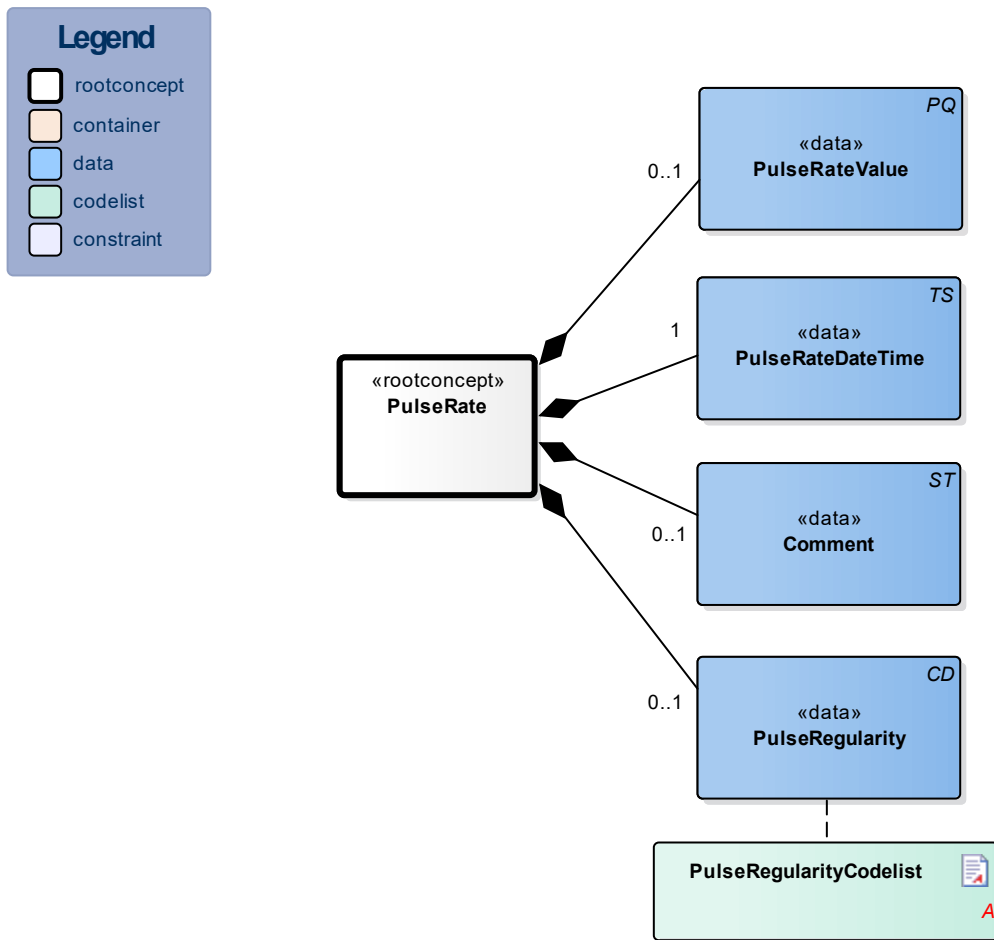 Legend
rootconcept
container
data
codelist
constraint
PQ
«data»
PulseRateValue
0..1
TS
«data»
PulseRateDateTime
1
«rootconcept»
PulseRate
ST
«data»
Comment
0..1
CD
«data»
PulseRegularity
0..1
PulseRegularityCodelist
A